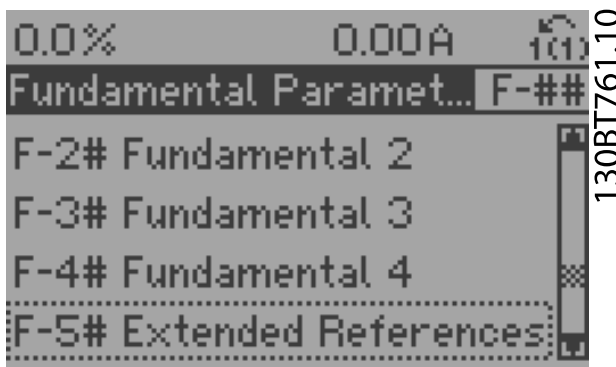 0.0% 0.00A 1(1)
Fundamental Paramet... F-##
F-2# Fundamental 2
F-3# Fundamental 3
F-4# Fundamental 4
F-5# Extended References
130BT761.10